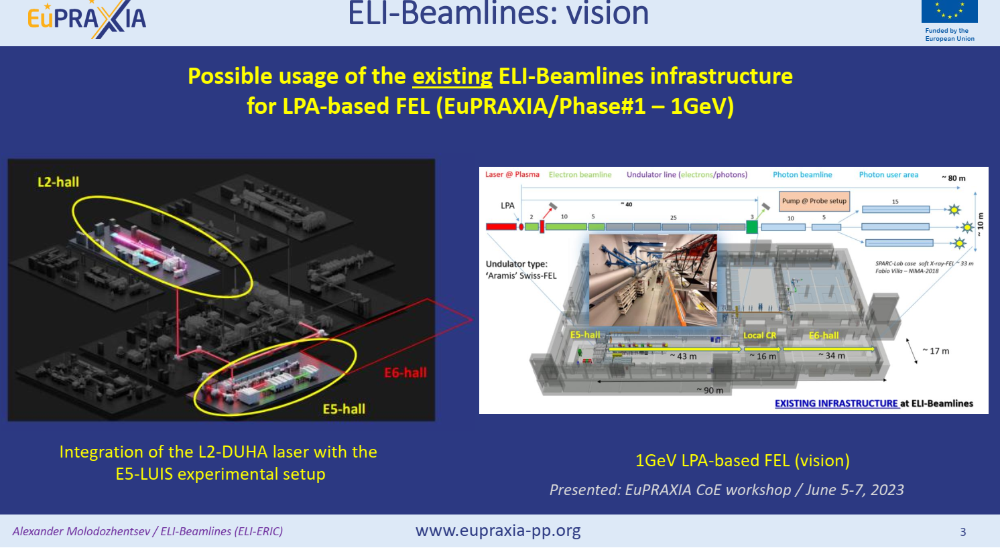 EuPRAXIA
ELI-Beamlines: vision
Funded by the
European Union
Possible usage of the existing ELI-Beamlines infrastructure
for LPA-based FEL (EuPRAXIA/Phase#1 – 1GeV)
L2-hall
E6-hall
E5-hall
Laser @ Plasma
Electron beamline
Undulator line (electrons/photons)
Photon beamline
Photon user area
~ 80 m
LPA
~ 40
Pump @ Probe setup
15
2
10
5
25
3
10
5
~ 10 m
Undulator type:
‘Aramis’ Swiss-FEL
SPARC-Lab case soft X-ray-FEL ~ 33 m
Fabio Villa – NIMA-2018
E5-hall
Local CR
E6-hall
~ 43 m
~ 16 m
~ 34 m
~ 17 m
~ 90 m
EXISTING INFRASTRUCTURE at ELI-Beamlines
Integration of the L2-DUHA laser with the
E5-LUIS experimental setup
1GeV LPA-based FEL (vision)
Presented: EuPRAXIA CoE workshop / June 5-7, 2023
Alexander Molodozhentsev / ELI-Beamlines (ELI-ERIC)
www.eupraxia-pp.org
3